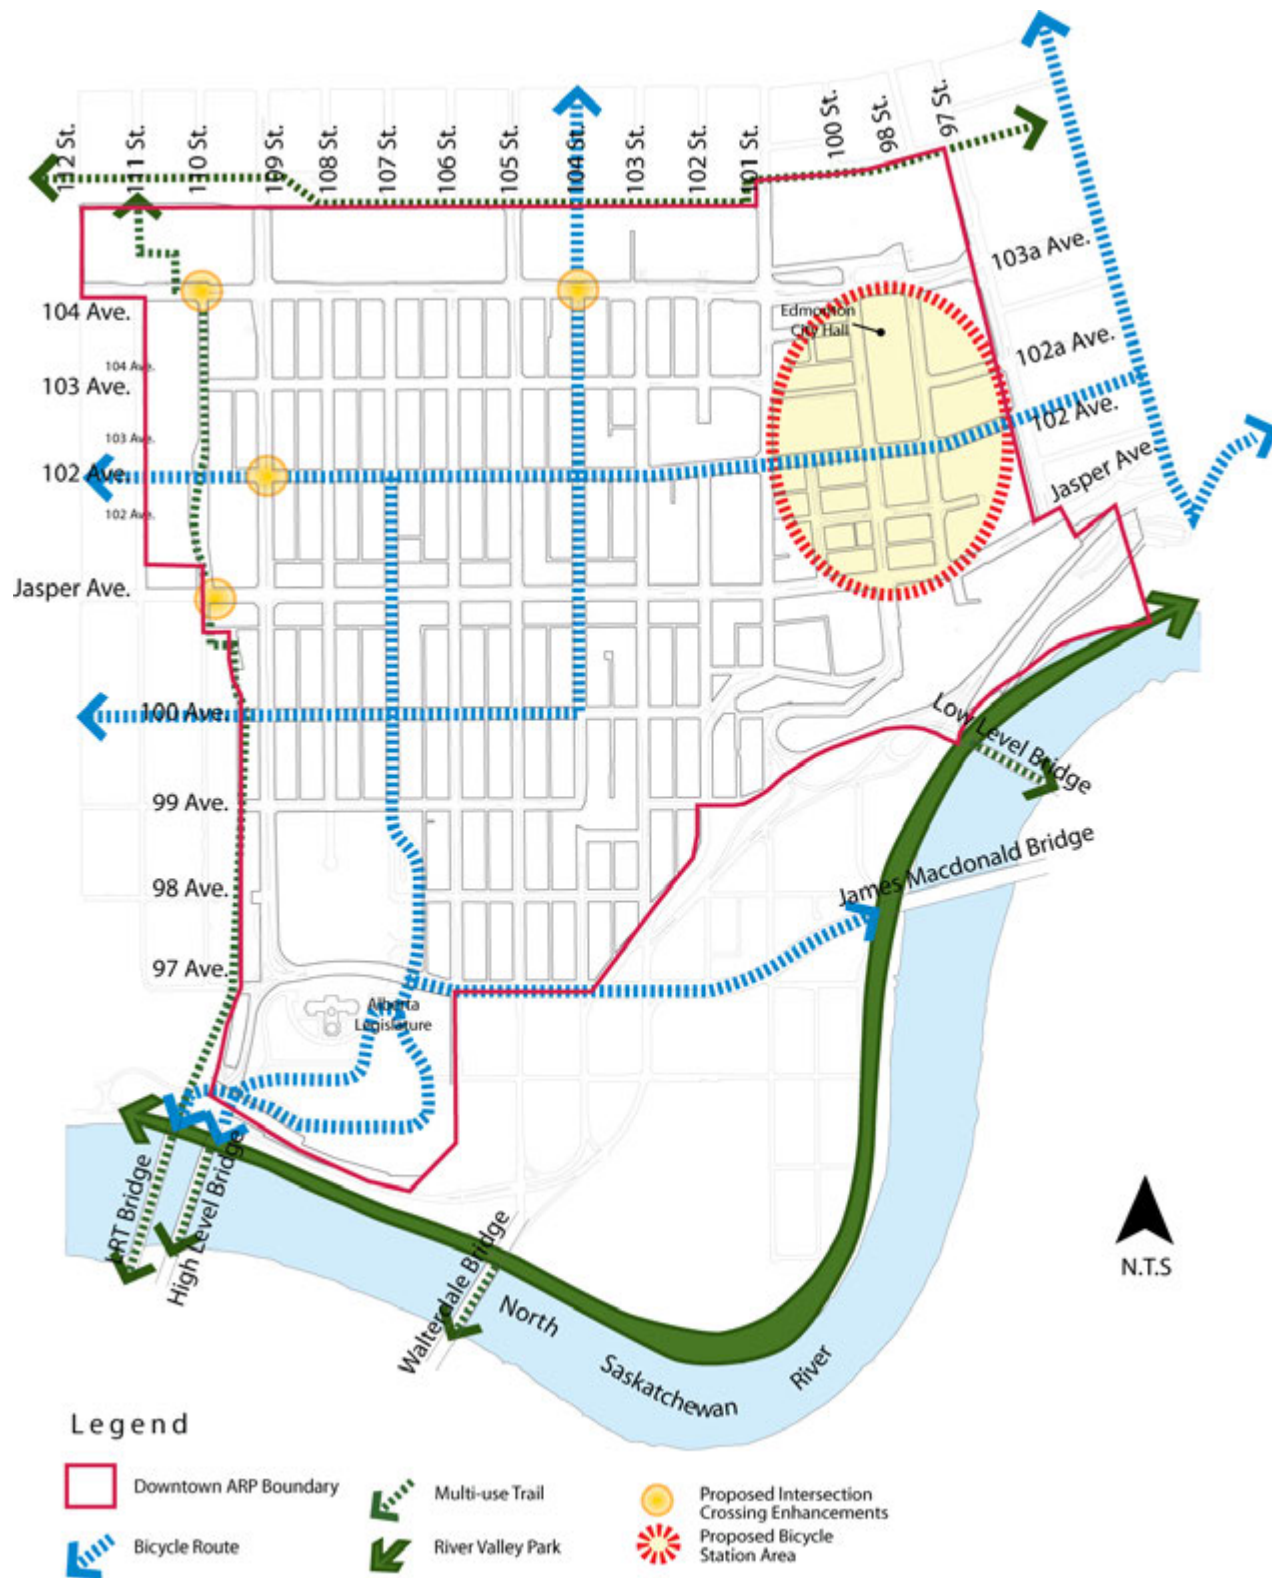 112 St.
111 St.
110 St.
109 St.
108 St.
107 St.
106 St.
105 St.
104 St.
103 St.
102 St.
101 St.
100 St.
98 St.
97 St.
103a Ave.
104 Ave.
Edmonton
City Hall
102a Ave.
104 Ave.
103 Ave.
102 Ave.
103 Ave.
102 Ave.
Jasper Ave.
102 Ave.
Jasper Ave.
100 Ave.
Low Level Bridge
99 Ave.
James Macdonald Bridge
98 Ave.
97 Ave.
Alberta
Legislature
LRT Bridge
High Level Bridge
Walterdale Bridge
North
Saskatchewan
River
N.T.S
Legend
Downtown ARP Boundary
Bicycle Route
Multi-use Trail
River Valley Park
Proposed Intersection
Crossing Enhancements
Proposed Bicycle
Station Area